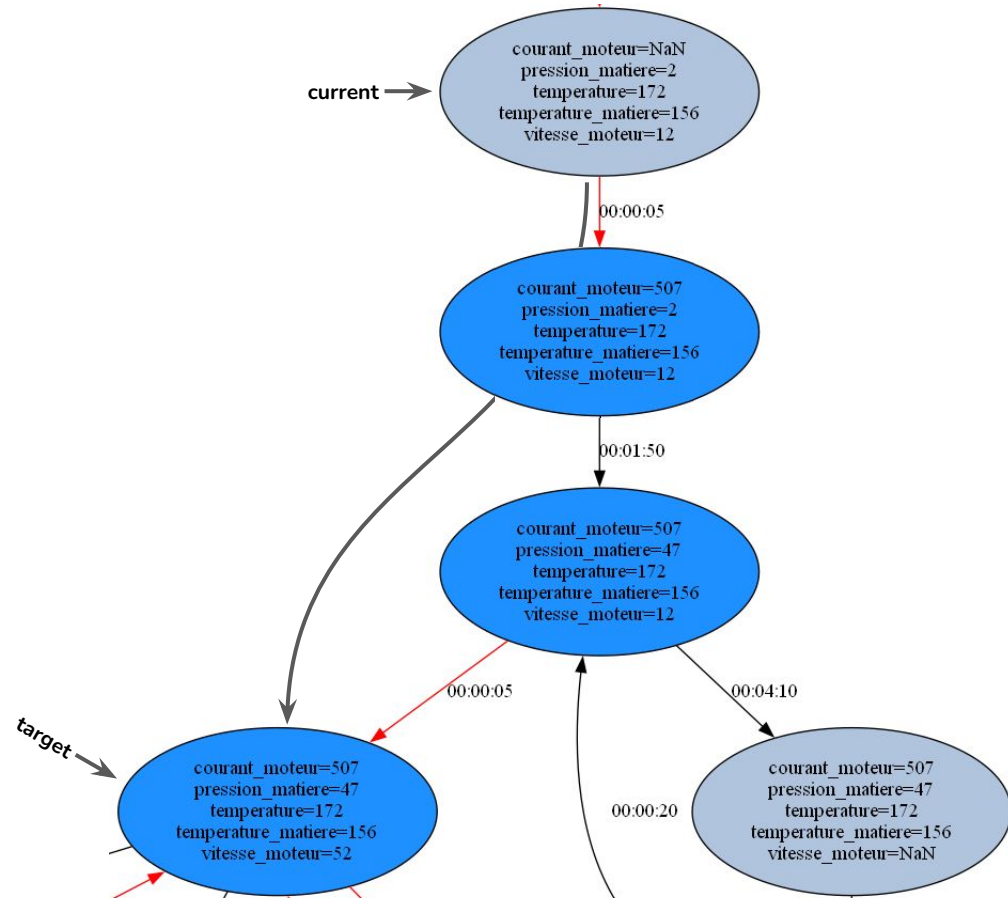 courant_moteur=NaN
pression_matiere=2
temperature=172
temperature_matiere=156
vitesse_moteur=12
current
00:00:05
courant_moteur=507
pression_matiere=2
temperature=172
temperature_matiere=156
vitesse_moteur=12
00:01:50
courant_moteur=507
pression_matiere=47
temperature=172
temperature_matiere=156
vitesse_moteur=12
00:00:05
00:04:10
target
courant_moteur=507
pression_matiere=47
temperature=172
temperature_matiere=156
vitesse_moteur=52
00:00:20
courant_moteur=507
pression_matiere=47
temperature=172
temperature_matiere=156
vitesse_moteur=NaN